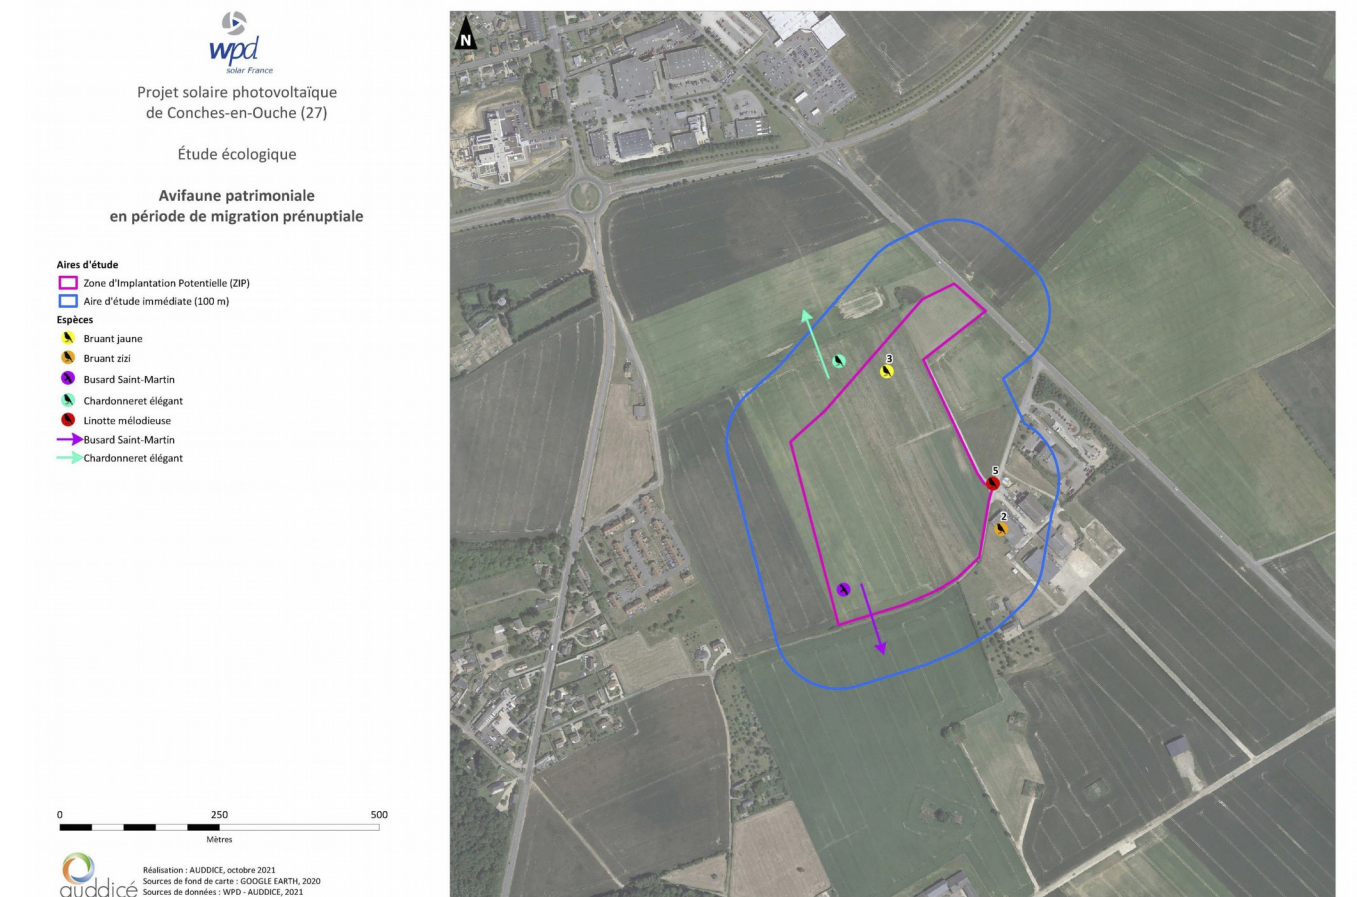 wpd
solar France
Projet solaire photovoltaïque
de Conches-en-Ouche (27)
Étude écologique
Avifaune patrimoniale
en période de migration prénuptiale
Aires d'étude
Zone d'Implantation Potentielle (ZIP)
Aire d'étude immédiate (100 m)
Espèces
Bruant jaune
Bruant zizi
Busard Saint-Martin
Chardonneret élégant
Linotte mélodieuse
Busard Saint-Martin
Chardonneret élégant
0 250 500
Mètres
auddicé
Réalisation : AUDDICE, octobre 2021
Sources de fond de carte : GOOGLE EARTH, 2020
Sources de données : WPD - AUDDICE, 2021
N
3
5
2